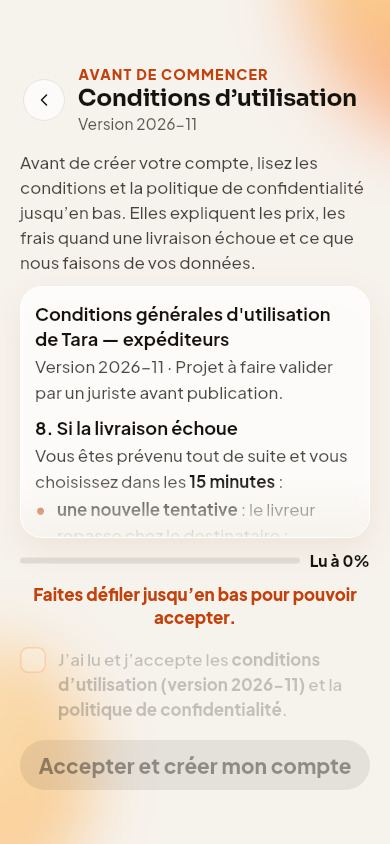 AVANT DE COMMENCER
Conditions d’utilisation
Version 2026-11
Avant de créer votre compte, lisez les
conditions et la politique de confidentialité
jusqu’en bas. Elles expliquent les prix, les
frais quand une livraison échoue et ce que
nous faisons de vos données.
Conditions générales d'utilisation
de Tara — expéditeurs
Version 2026-11 · Projet à faire valider
par un juriste avant publication.
8. Si la livraison échoue
Vous êtes prévenu tout de suite et vous
choisissez dans les 15 minutes :
une nouvelle tentative : le livreur
repasse chez le destinataire ;
Lu à 0%
Faites défiler jusqu’en bas pour pouvoir
accepter.
J’ai lu et j’accepte les conditions
d’utilisation (version 2026-11) et la
politique de confidentialité.
Accepter et créer mon compte